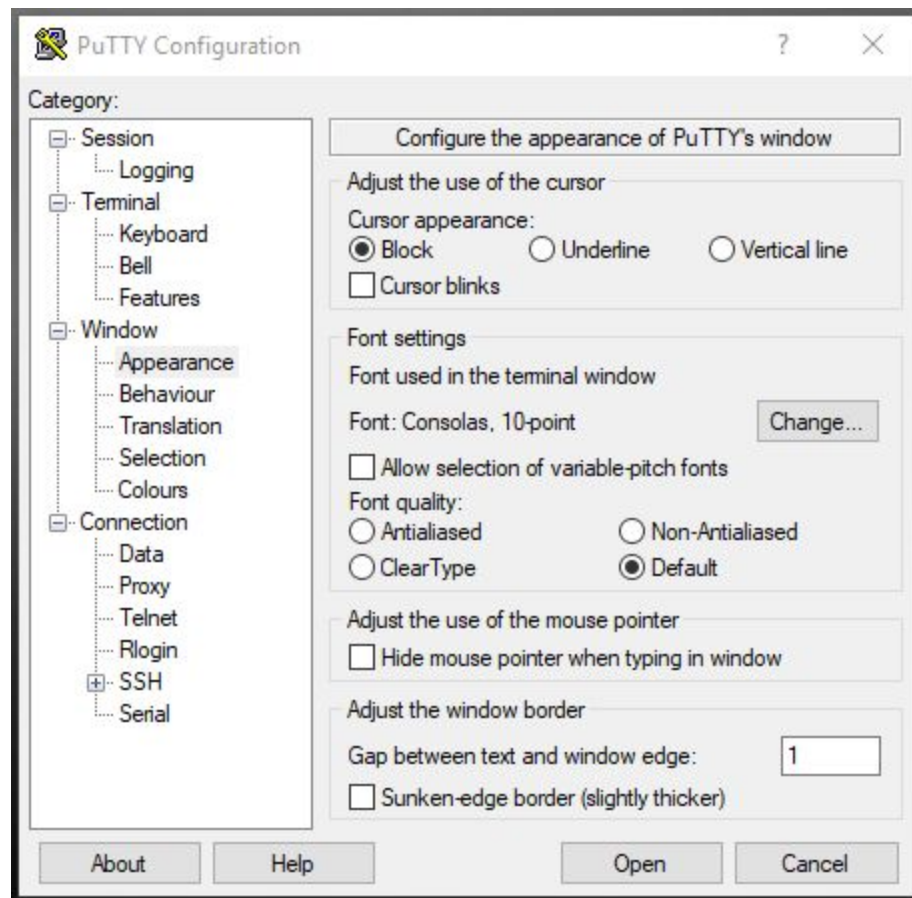 PuTTY Configuration
?
Category:
Session
Logging
Terminal
Keyboard
Bell
Features
Window
Appearance
Behaviour
Translation
Selection
Colours
Connection
Data
Proxy
Telnet
Rlogin
SSH
Serial
Configure the appearance of PuTTY's window
Adjust the use of the cursor
Cursor appearance:
Block Underline Vertical line
Cursor blinks
Font settings
Font used in the terminal window
Font: Consolas, 10-point Change...
Allow selection of variable-pitch fonts
Font quality:
Antialiased Non-Antialiased
ClearType Default
Adjust the use of the mouse pointer
Hide mouse pointer when typing in window
Adjust the window border
Gap between text and window edge: 1
Sunken-edge border (slightly thicker)
About Help Open Cancel